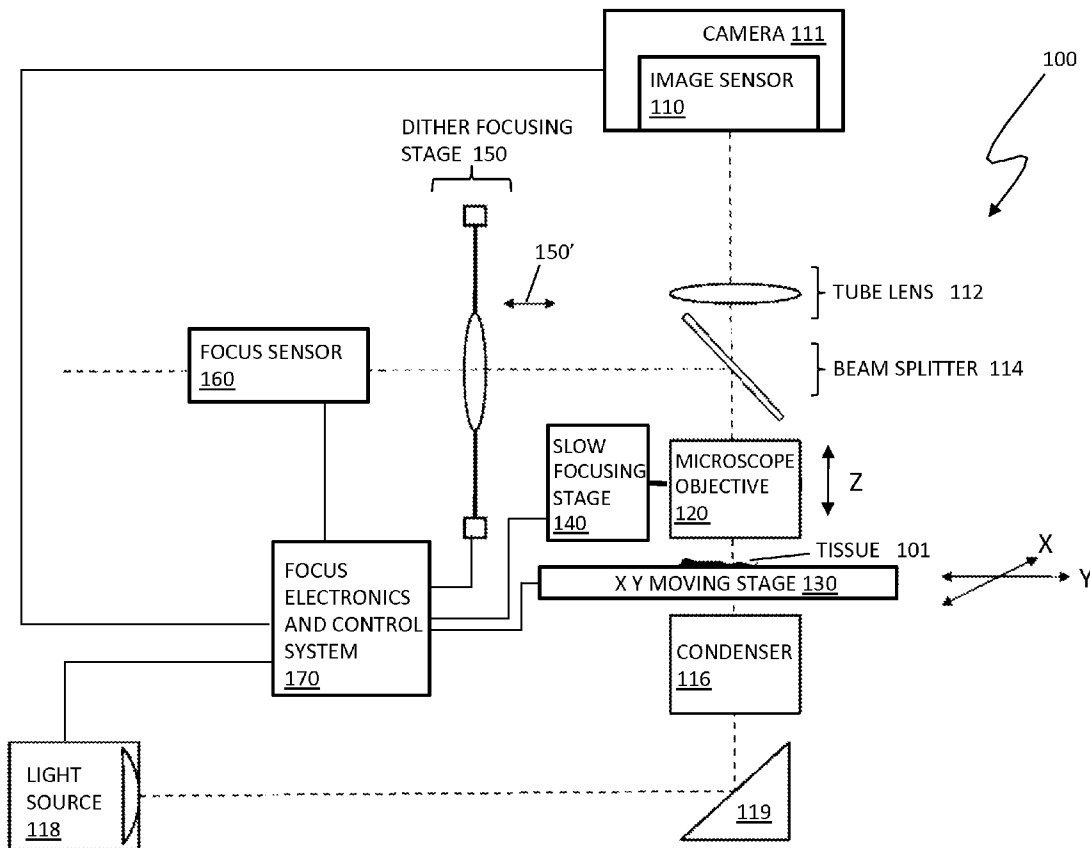 CAMERA 111
IMAGE SENSOR
110
100
DITHER FOCUSING
STAGE 150
150’
TUBE LENS 112
FOCUS SENSOR
160
BEAM SPLITTER 114
SLOW
FOCUSING
STAGE
140
MICROSCOPE
OBJECTIVE
120
Z
TISSUE 101
X
Y
X Y MOVING STAGE 130
FOCUS
ELECTRONICS
AND CONTROL
SYSTEM
170
CONDENSER
116
LIGHT
SOURCE
118
119